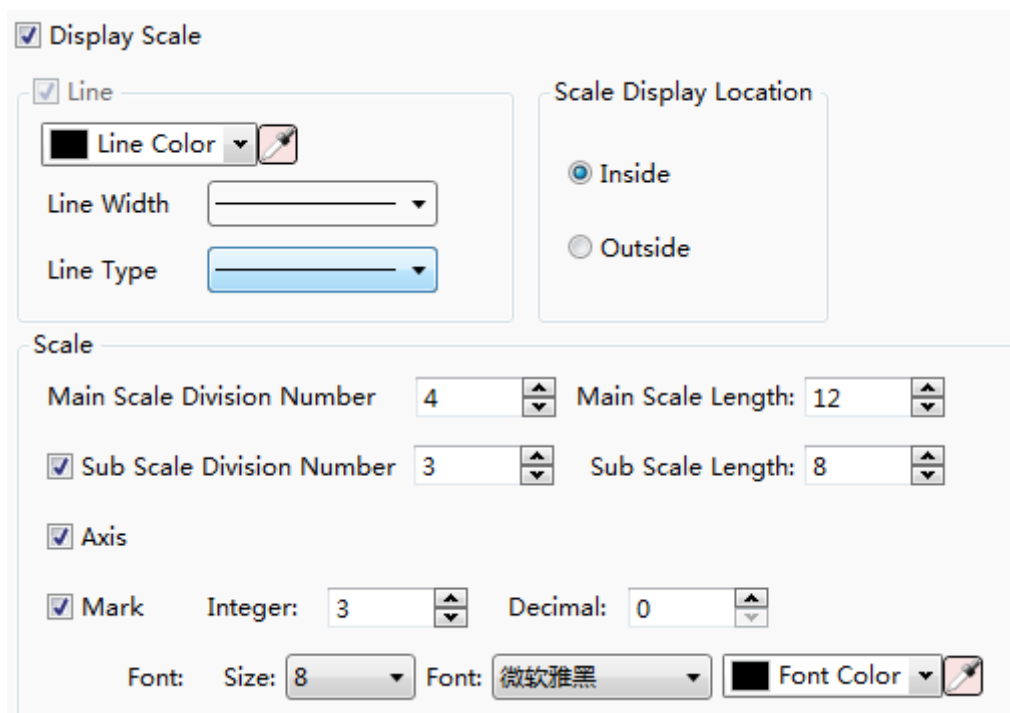 Display Scale
Line
Scale Display Location
Line Color
Inside
Line Width
Outside
Line Type
Scale
Main Scale Division Number 4 Main Scale Length: 12
Sub Scale Division Number 3 Sub Scale Length: 8
Axis
Mark Integer: 3 Decimal: 0
Font: Size: 8 Font: 微软雅黑 Font Color